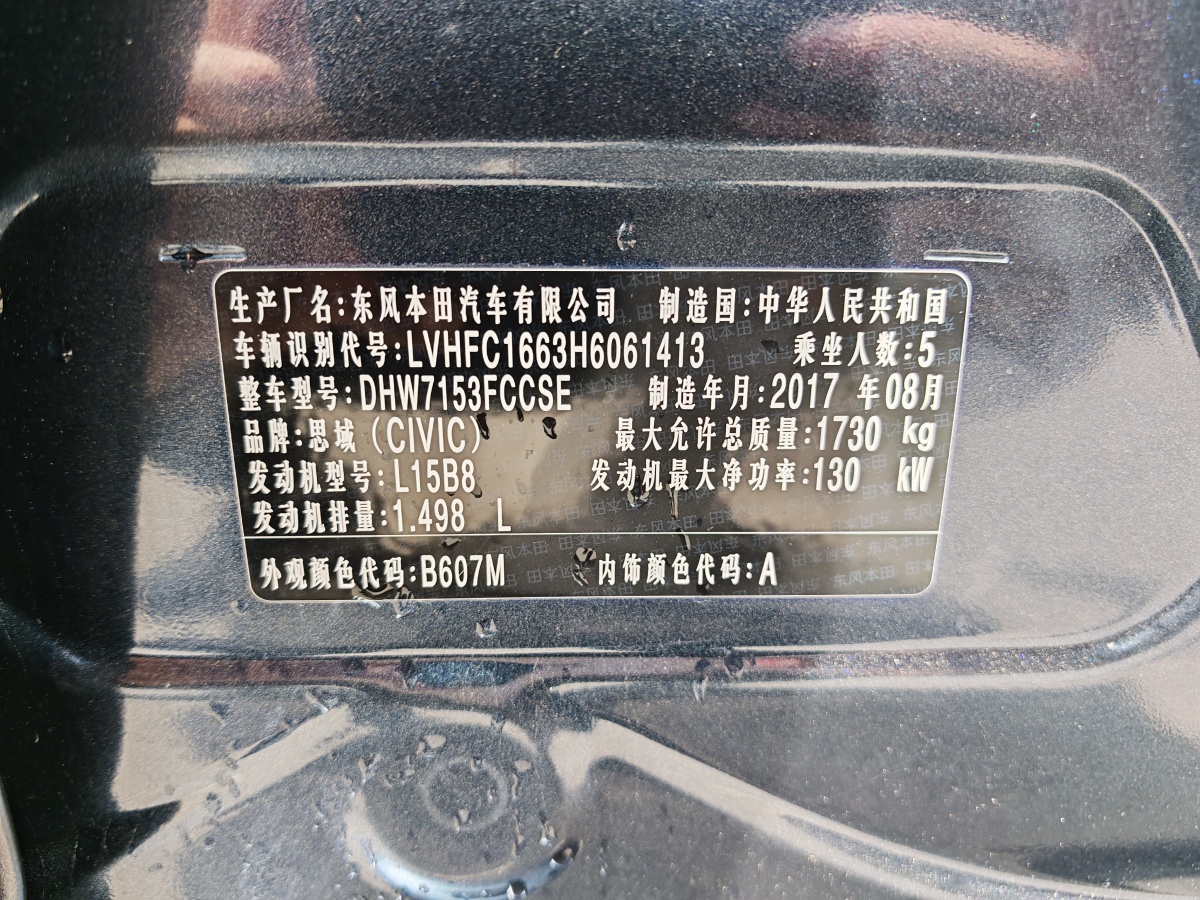 生产厂名:东风本田汽车有限公司 制造国:中华人民共和国
车辆识别代号:LVHFC1663H6061413 乘坐人数:5
整车型号:DHW7153FCCSE 制造年月:2017 年08月
品牌:思域（CIVIC） 最大允许总质量:1730 kg
发动机型号:L15B8 发动机最大净功率:130 kW
发动机排量:1.498 L
外观颜色代码:B607M 内饰颜色代码:A